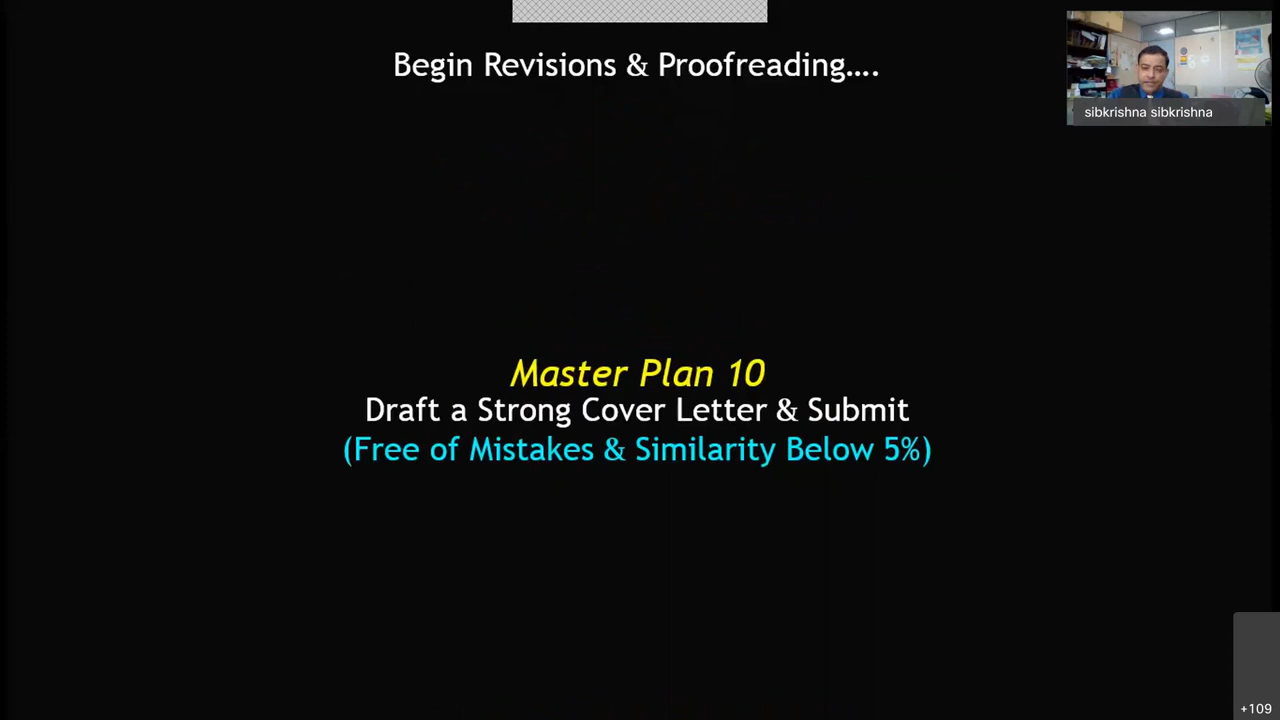 Begin Revisions & Proofreading....
sibkrishna sibkrishna
Master Plan 10
Draft a Strong Cover Letter & Submit
(Free of Mistakes & Similarity Below 5%)
+109